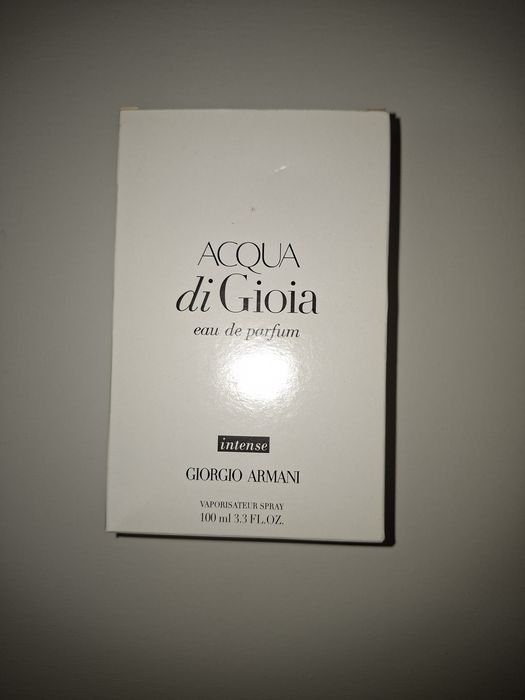 ACQUA
di Gioia
eau de parfum
intense
GIORGIO ARMANI
VAPORISATEUR SPRAY
100 ml 3.3 FL.OZ.